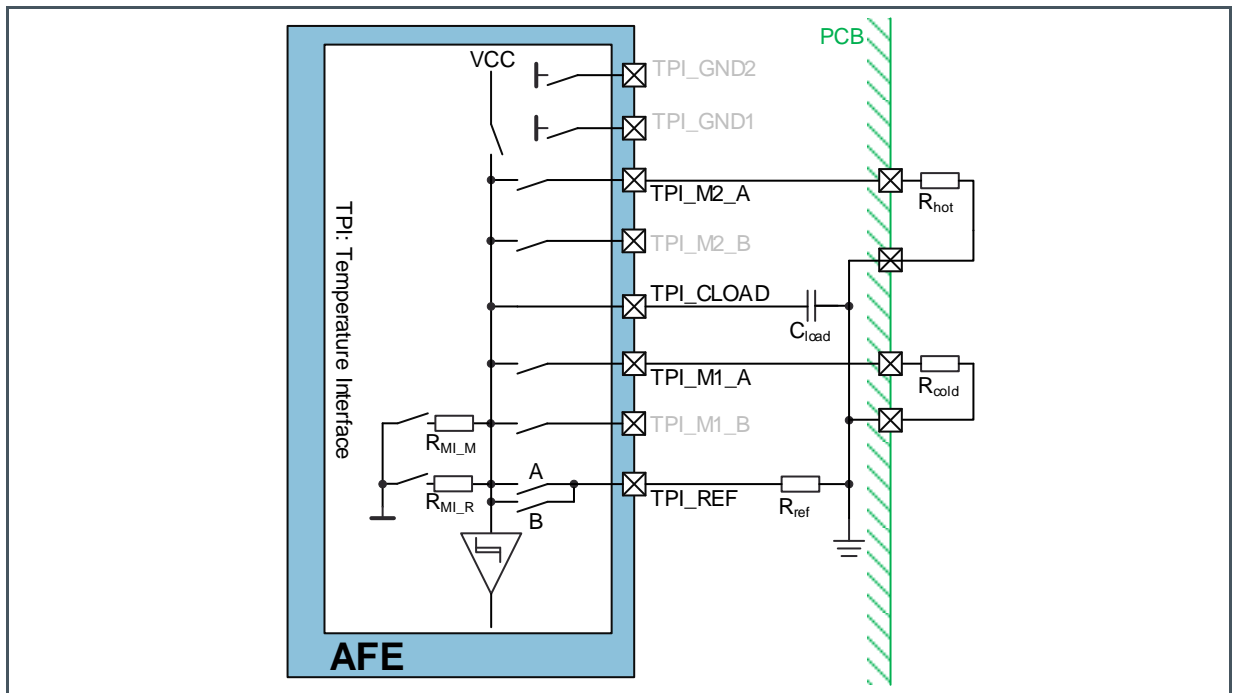 PCB
VCC
TPI_GND2
TPI_GND1
TPI_M2_A
Rhot
TPI_M2_B
TPI: Temperature Interface
TPI_CLOAD
Cload
TPI_M1_A
Rcold
TPI_M1_B
RMI_M
A
RMI_R
TPI_REF
Rref
B
AFE